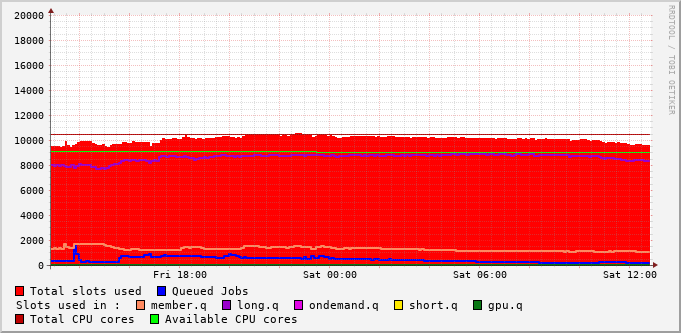 20000
18000
16000
14000
12000
10000
8000
6000
4000
2000
0
Fri 18:00 Sat 00:00 Sat 06:00 Sat 12:00
Total slots used Queued Jobs
Slots used in : member.q long.q ondemand.q short.q gpu.q
Total CPU cores Available CPU cores
RRDTOOL / TOBI OETIKER